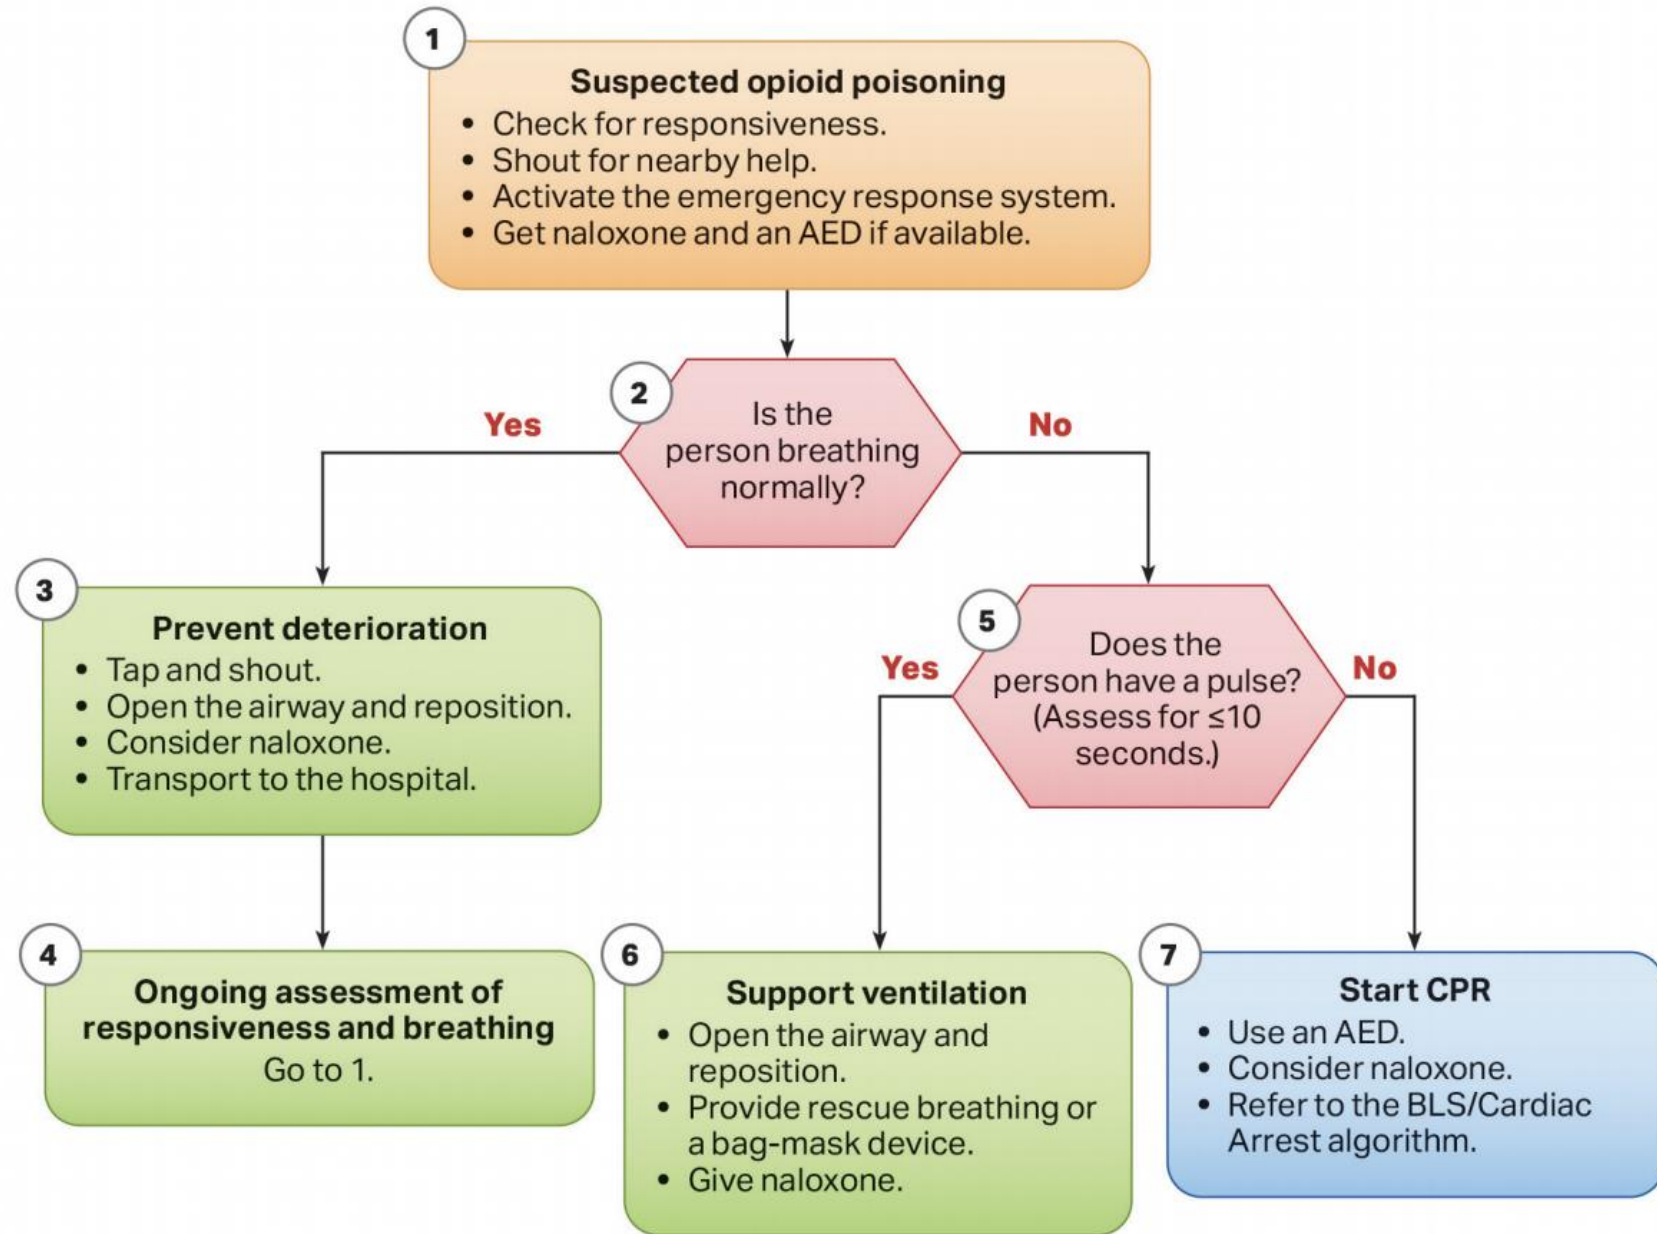 1
Suspected opioid poisoning
• Check for responsiveness.
• Shout for nearby help.
• Activate the emergency response system.
• Get naloxone and an AED if available.
2
Is the
person breathing
normally?
Yes
No
3
Prevent deterioration
• Tap and shout.
• Open the airway and reposition.
• Consider naloxone.
• Transport to the hospital.
4
Ongoing assessment of
responsiveness and breathing
Go to 1.
5
Does the
person have a pulse?
(Assess for ≤10
seconds.)
Yes
No
6
Support ventilation
• Open the airway and
reposition.
• Provide rescue breathing or
a bag-mask device.
• Give naloxone.
7
Start CPR
• Use an AED.
• Consider naloxone.
• Refer to the BLS/Cardiac
Arrest algorithm.